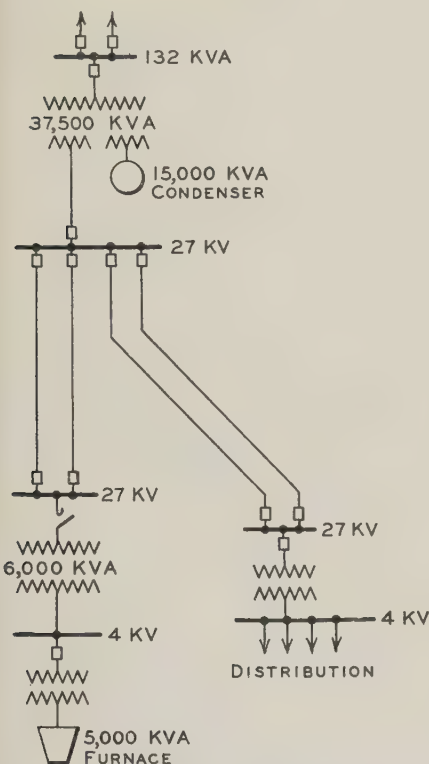 132 KVA
37,500 KVA
15,000 KVA
CONDENSER
27 KV
27 KV
27 KV
6,000 KVA
4 KV
4 KV
DISTRIBUTION
5,000 KVA
FURNACE